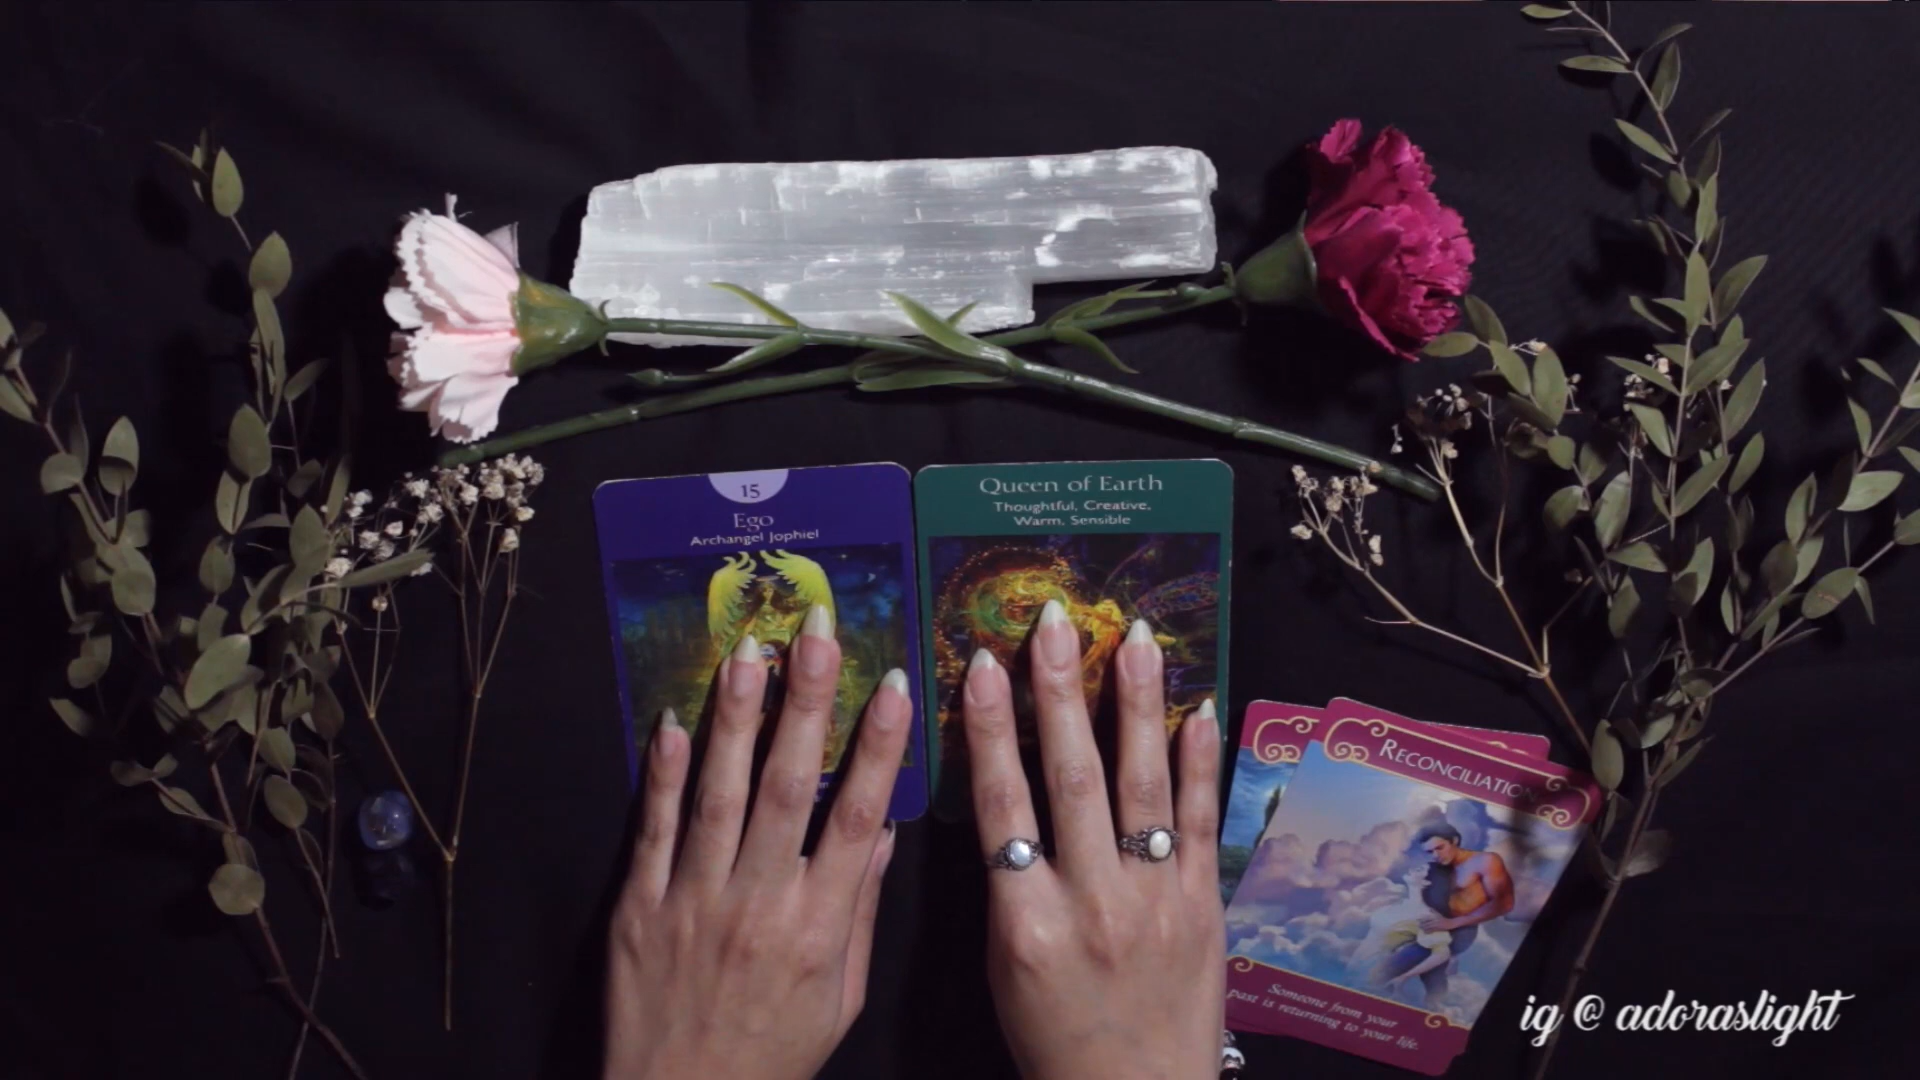 15
Ego
Archangel Jophiel
Queen of Earth
Thoughtful, Creative,
Warm, Sensible
RECONCILIATION
Someone from your
past is returning to your life.
ig @ adoraslight